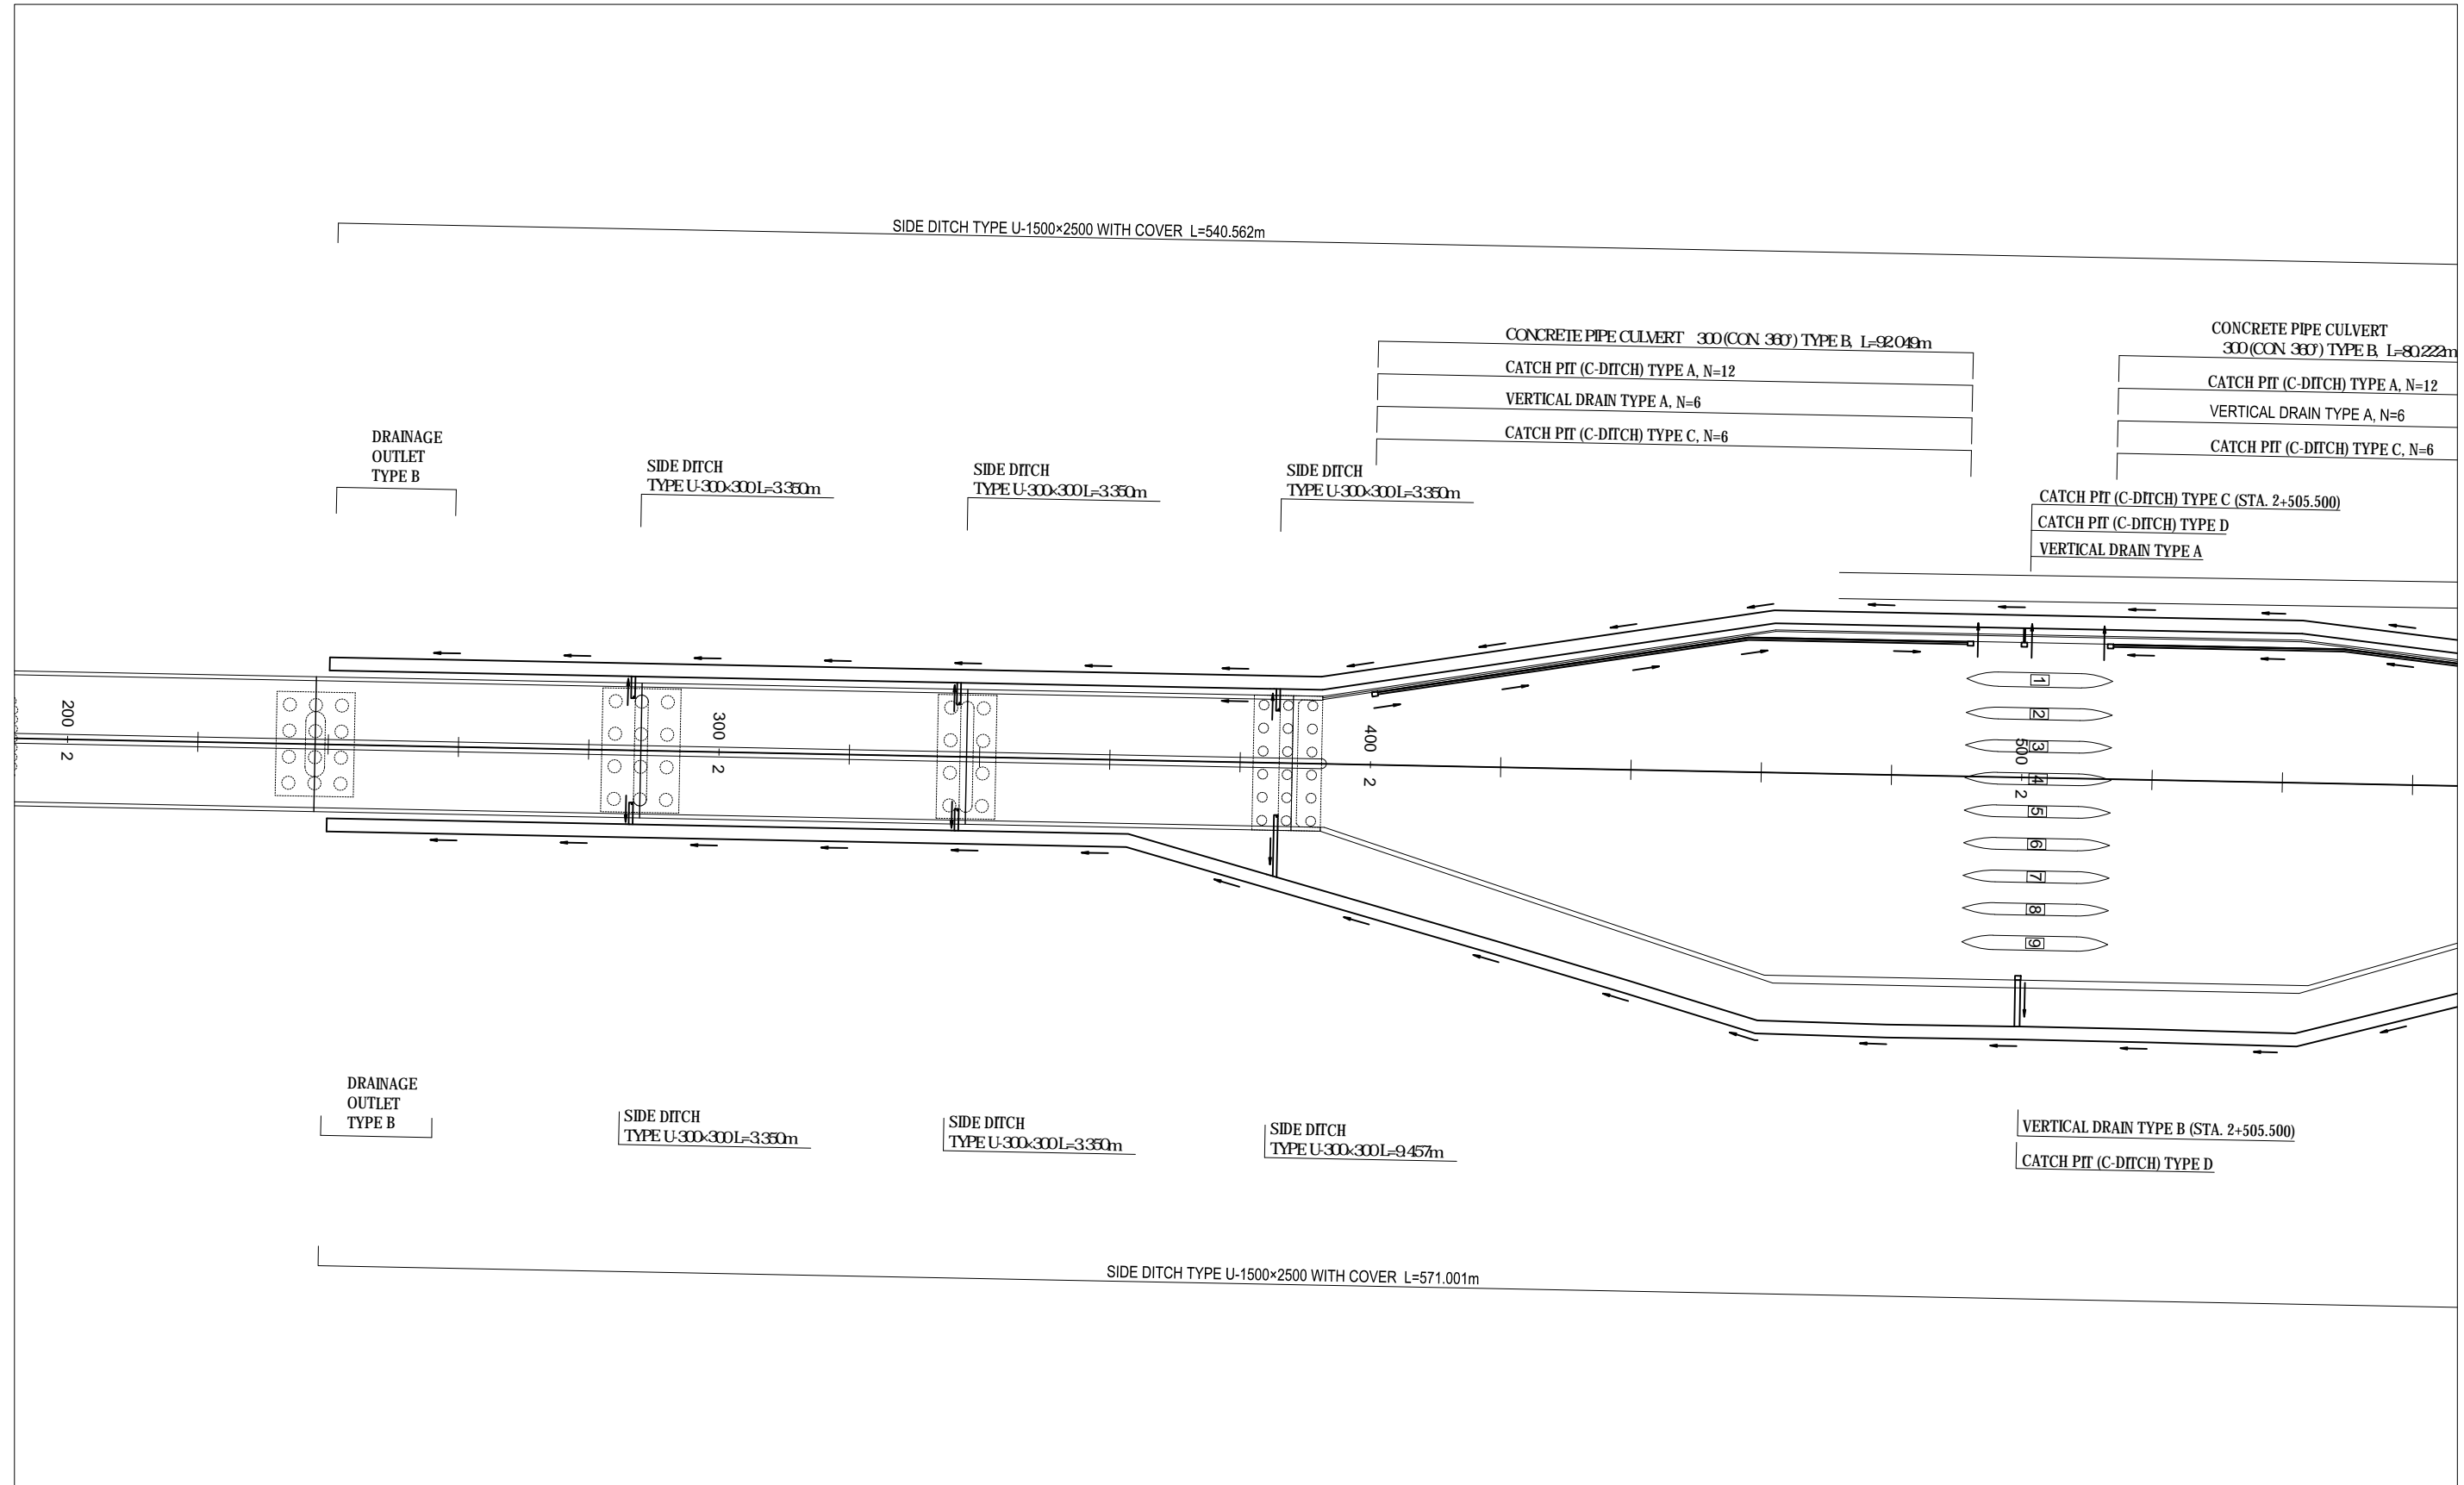 SIDE DITCH TYPE U-1500×2500 WITH COVER L=540.562m
CONCRETE PIPE CULVERT 300 (CON. 360°) TYPE B, L=92.049m
CATCH PIT (C-DITCH) TYPE A, N=12
VERTICAL DRAIN TYPE A, N=6
CATCH PIT (C-DITCH) TYPE C, N=6
CONCRETE PIPE CULVERT
300 (CON. 360°) TYPE B, L=80.222m
CATCH PIT (C-DITCH) TYPE A, N=12
VERTICAL DRAIN TYPE A, N=6
CATCH PIT (C-DITCH) TYPE C, N=6
DRAINAGE
OUTLET
TYPE B
SIDE DITCH
TYPE U-300×300 L=3.350m
SIDE DITCH
TYPE U-300×300 L=3.350m
SIDE DITCH
TYPE U-300×300 L=3.350m
CATCH PIT (C-DITCH) TYPE C (STA. 2+505.500)
CATCH PIT (C-DITCH) TYPE D
VERTICAL DRAIN TYPE A
200
2
300
2
400
2
500
2
1
2
3
4
5
6
7
8
9
DRAINAGE
OUTLET
TYPE B
SIDE DITCH
TYPE U-300×300 L=3.350m
SIDE DITCH
TYPE U-300×300 L=3.350m
SIDE DITCH
TYPE U-300×300 L=9.457m
VERTICAL DRAIN TYPE B (STA. 2+505.500)
CATCH PIT (C-DITCH) TYPE D
SIDE DITCH TYPE U-1500×2500 WITH COVER L=571.001m